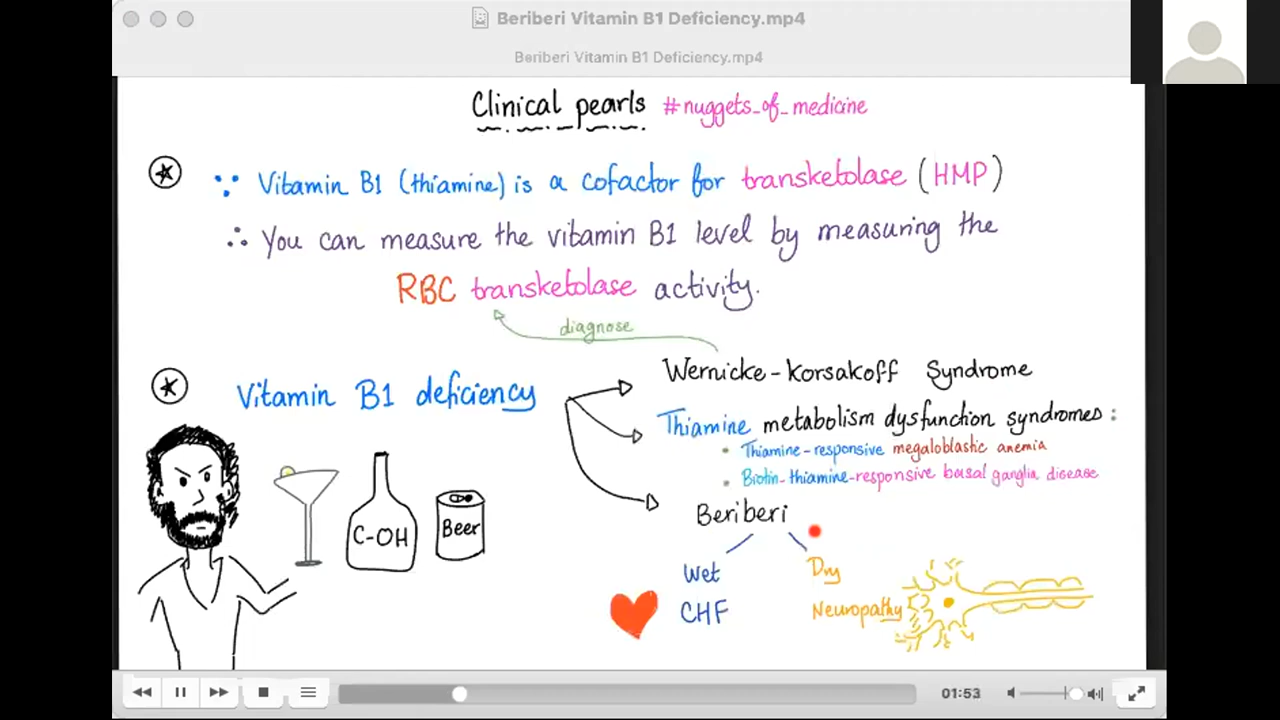 Beriberi Vitamin B1 Deficiency.mp4
Beriberi Vitamin B1 Deficiency.mp4
Clinical pearls #nuggets_of_medicine
∵ Vitamin B1 (thiamine) is a cofactor for transketolase (HMP)
∴ You can measure the vitamin B1 level by measuring the
RBC transketolase activity.
diagnose
Wernicke-Korsakoff Syndrome
Vitamin B1 deficiency
Thiamine metabolism dysfunction syndromes:
• Thiamine-responsive megaloblastic anemia
• Biotin-thiamine-responsive basal ganglia disease
Beriberi
C-OH
Beer
Wet
Dry
CHF
Neuropathy
01:53